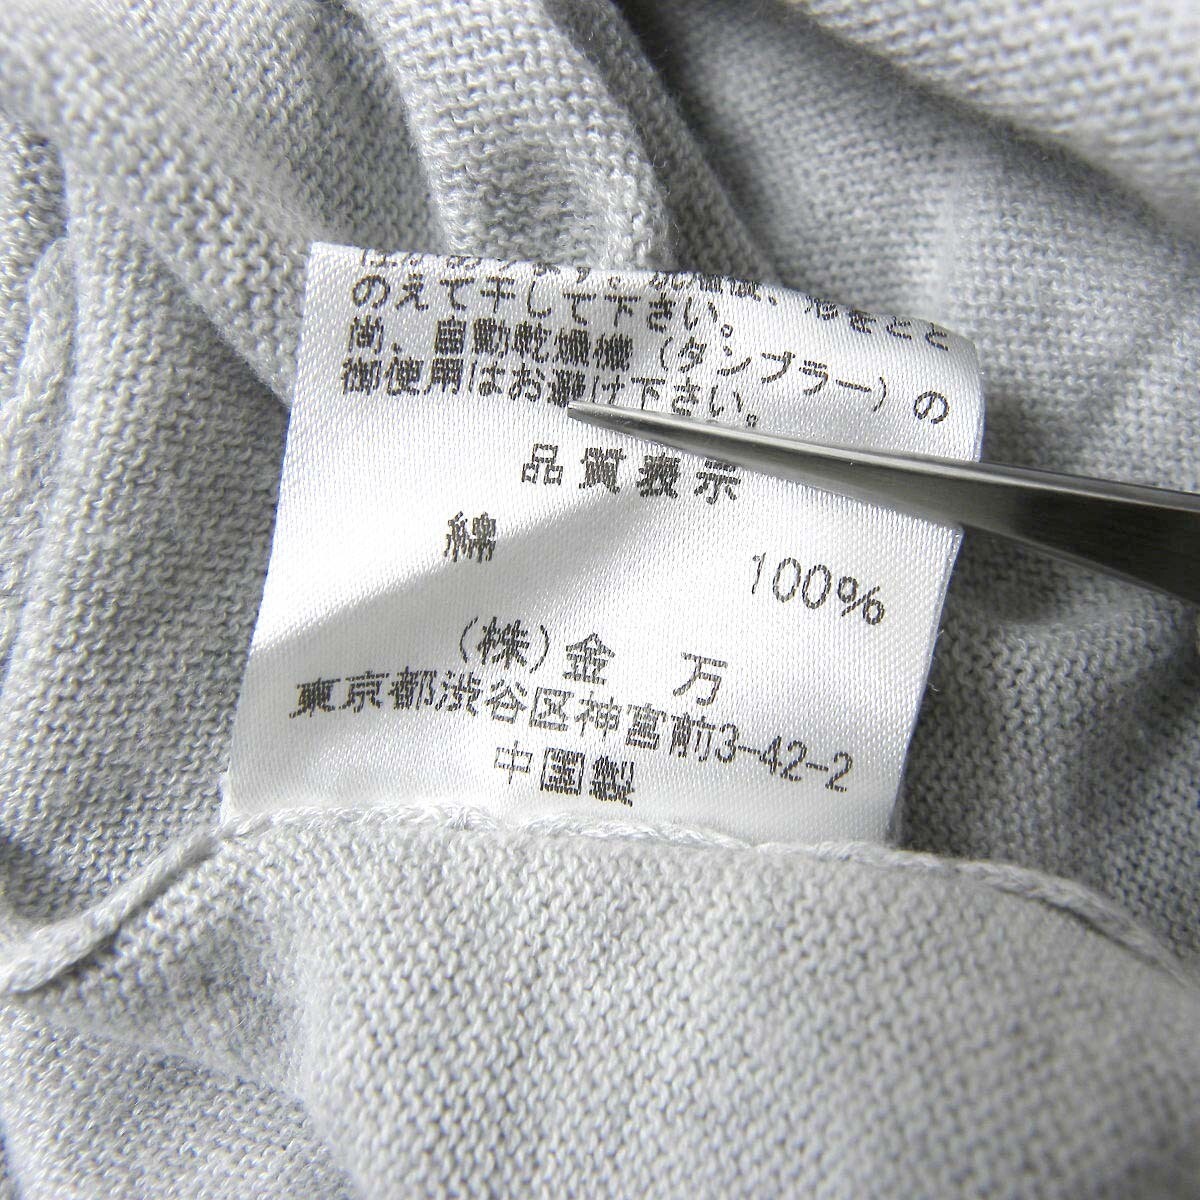 のえて干して下さい。
尚、自動乾燥機（タンブラー）の
御使用はお避け下さい。
品質表示
綿 100%
(株)金 万
東京都渋谷区神宮前3-42-2
中国製